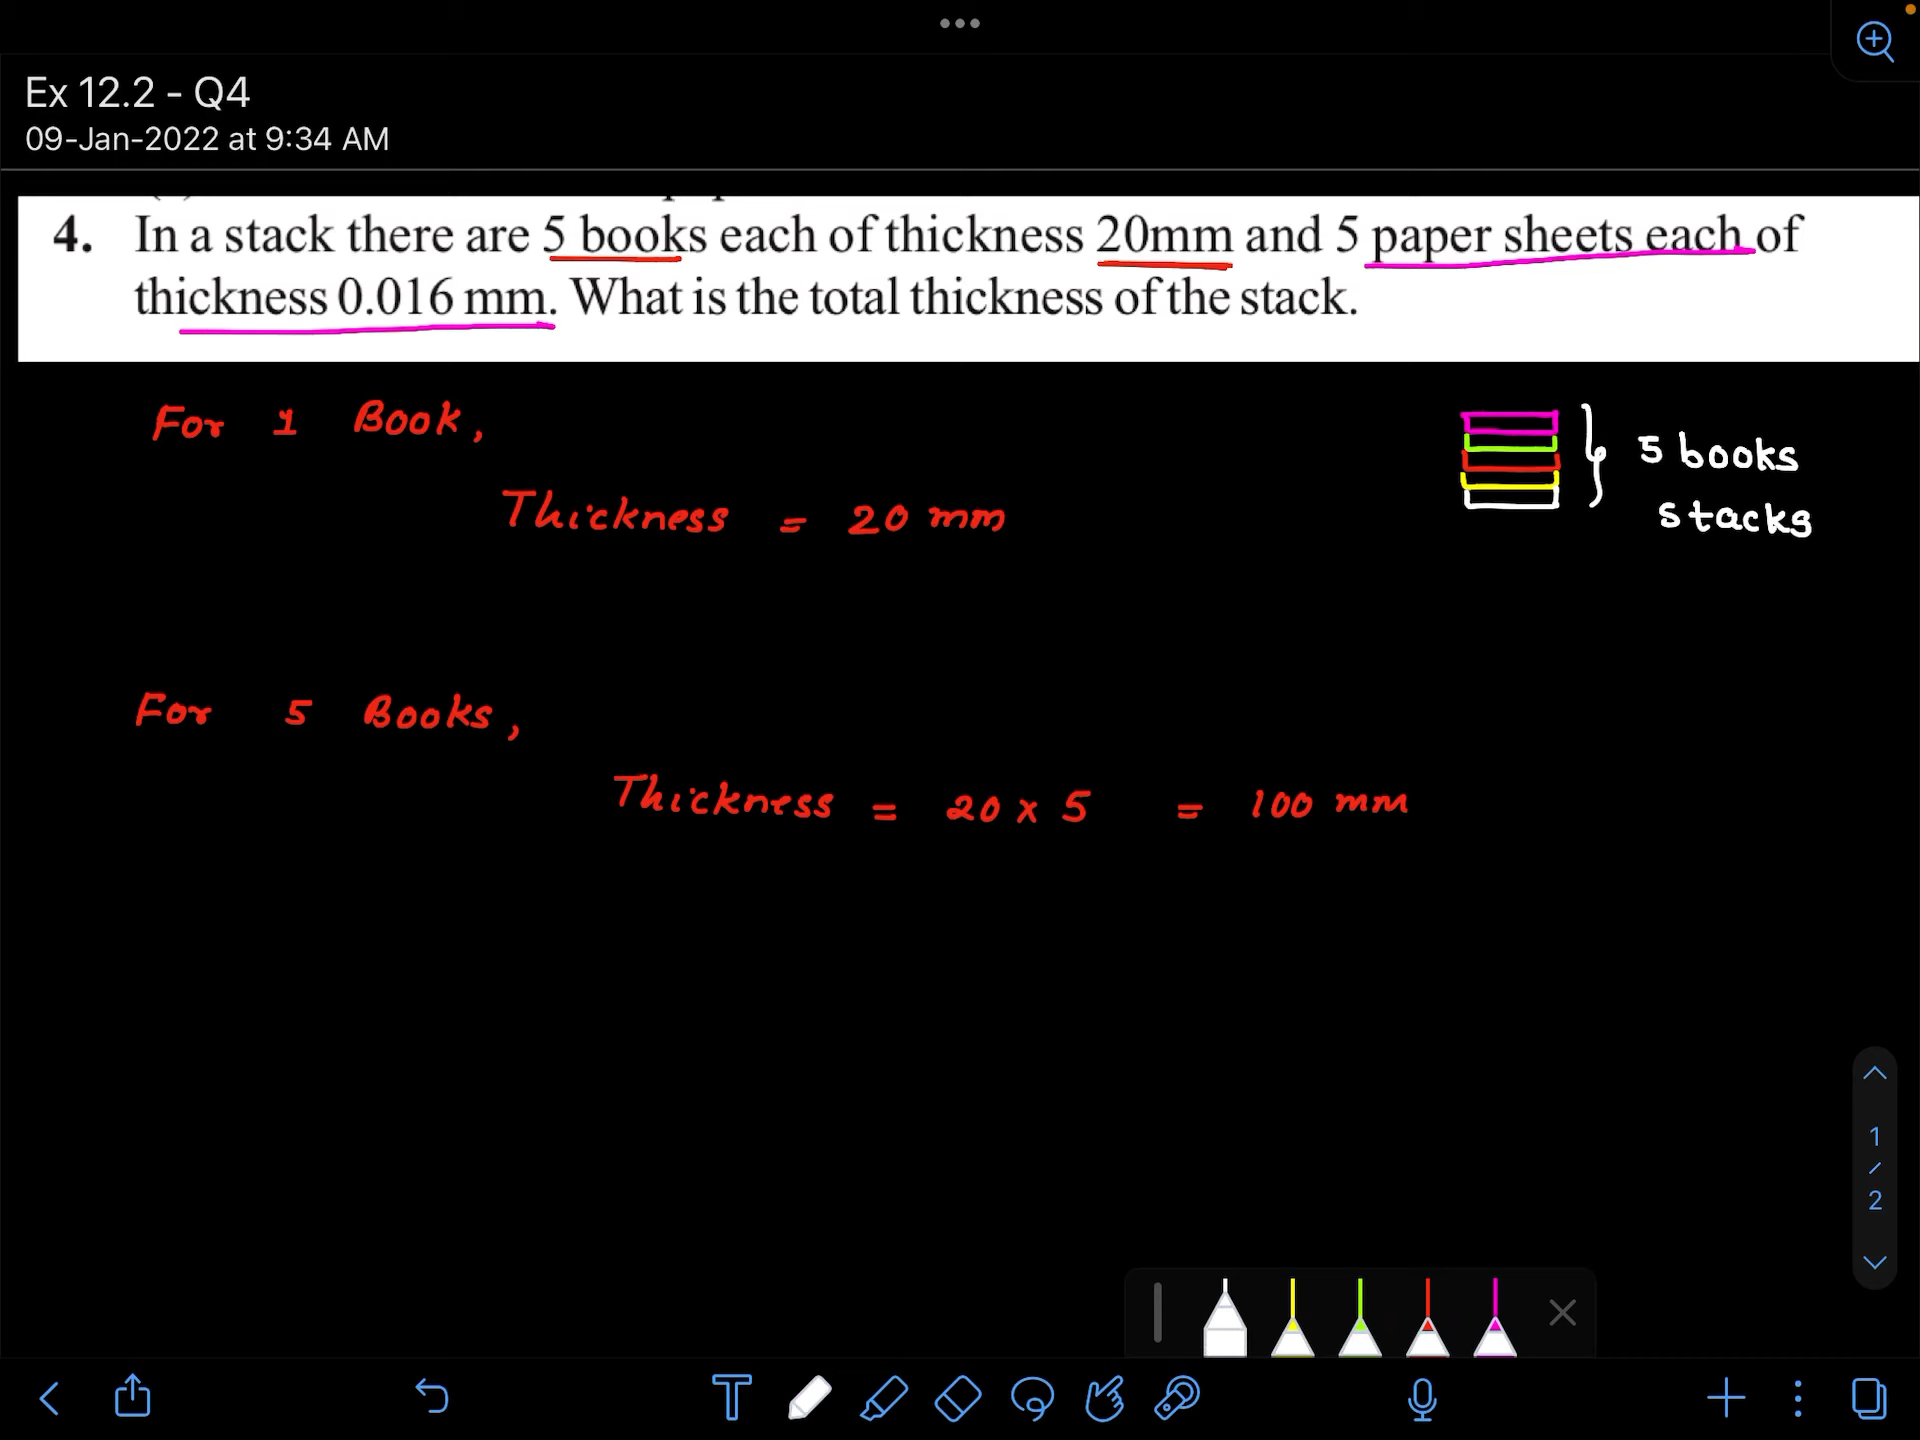 Ex 12.2 - Q4
09-Jan-2022 at 9:34 AM
4. In a stack there are 5 books each of thickness 20mm and 5 paper sheets each of
thickness 0.016 mm. What is the total thickness of the stack.
For 1 Book,
Thickness = 20 mm
5 books
stacks
For 5 Books,
Thickness = 20 x 5 = 100 mm
1
/
2